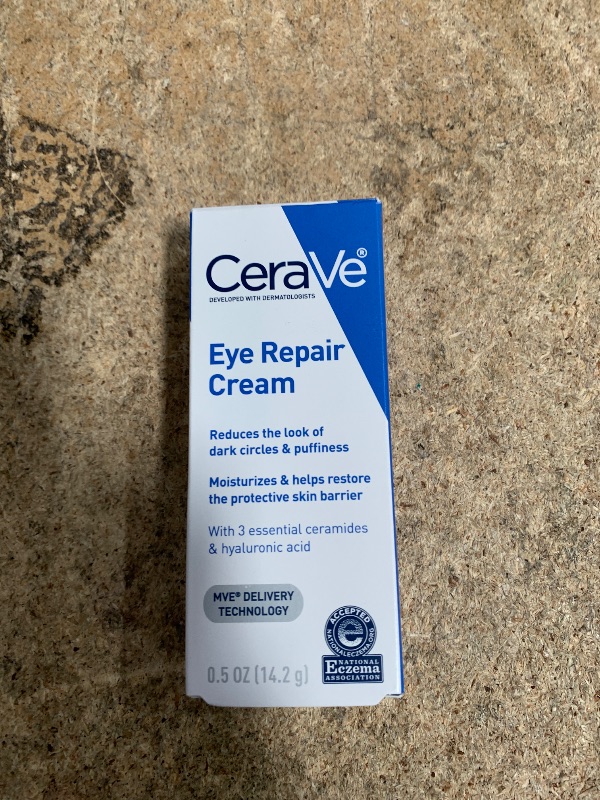 CeraVe®
DEVELOPED WITH DERMATOLOGISTS
Eye Repair
Cream
Reduces the look of
dark circles & puffiness
Moisturizes & helps restore
the protective skin barrier
With 3 essential ceramides
& hyaluronic acid
MVE® DELIVERY
TECHNOLOGY
ACCEPTED
NATIONALECZEMA.ORG
e
NATIONAL
Eczema
ASSOCIATION
0.5 OZ (14.2 g)